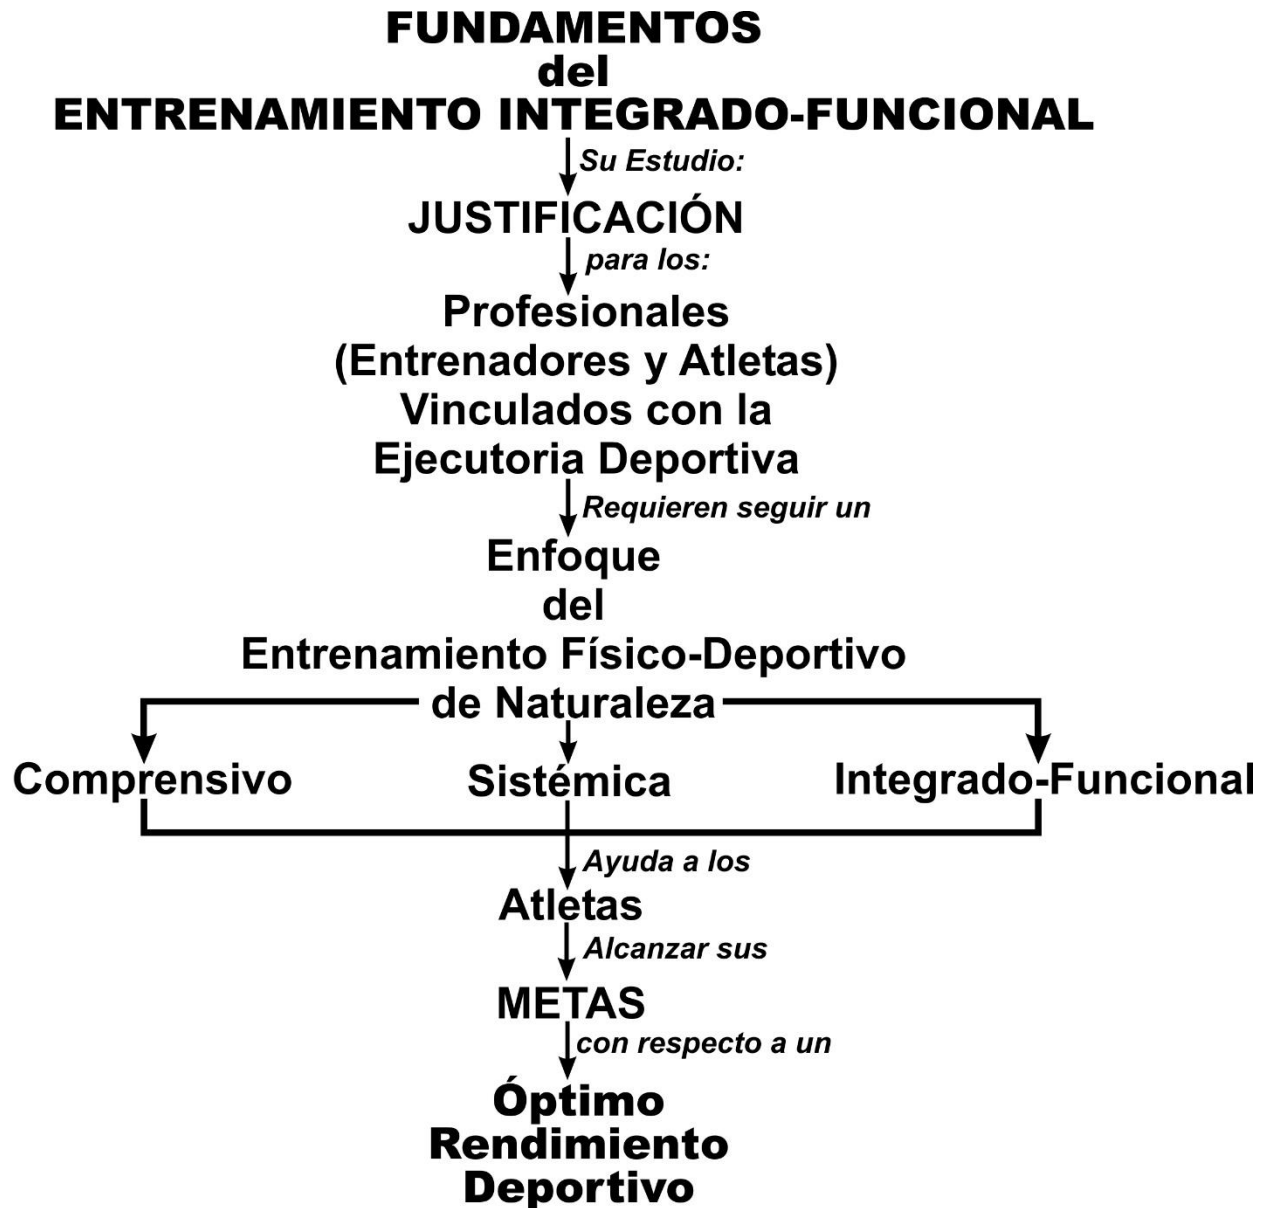 FUNDAMENTOS
del
ENTRENAMIENTO INTEGRADO-FUNCIONAL
Su Estudio:
JUSTIFICACIÓN
para los:
Profesionales
(Entrenadores y Atletas)
Vinculados con la
Ejecutoria Deportiva
Requieren seguir un
Enfoque
del
Entrenamiento Físico-Deportivo
de Naturaleza
Comprensivo
Sistémica
Integrado-Funcional
Ayuda a los
Atletas
Alcanzar sus
METAS
con respecto a un
Óptimo
Rendimiento
Deportivo